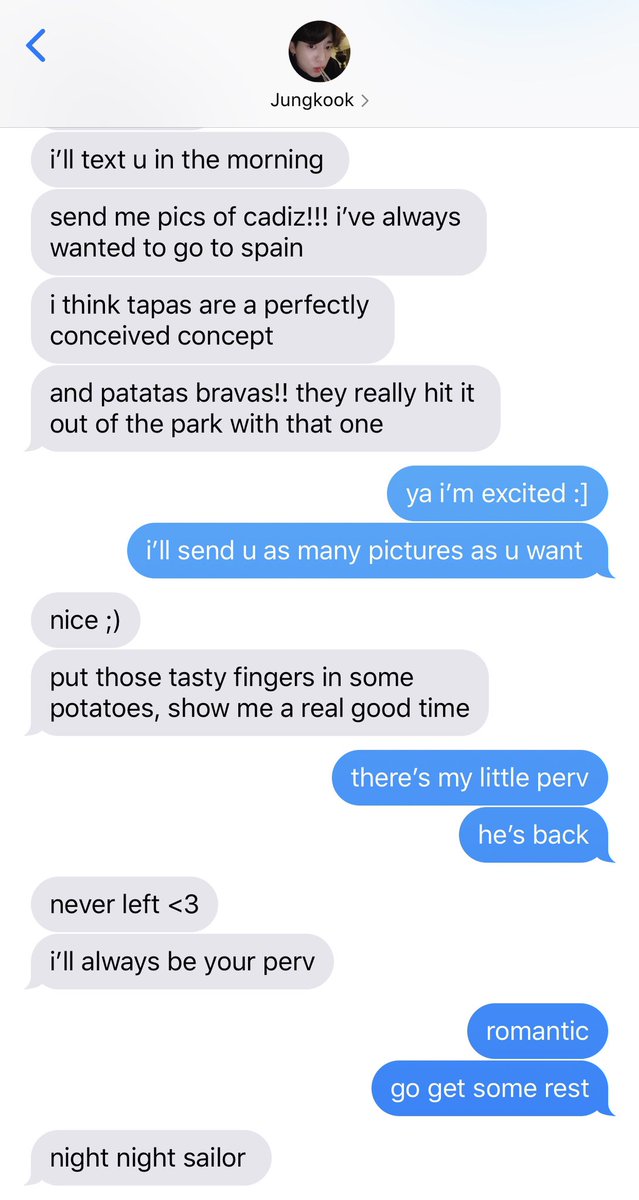 Jungkook
i’ll text u in the morning
send me pics of cadiz!!! i’ve always
wanted to go to spain
i think tapas are a perfectly
conceived concept
and patatas bravas!! they really hit it
out of the park with that one
ya i’m excited :]
i’ll send u as many pictures as u want
nice ;)
put those tasty fingers in some
potatoes, show me a real good time
there’s my little perv
he’s back
never left <3
i’ll always be your perv
romantic
go get some rest
night night sailor